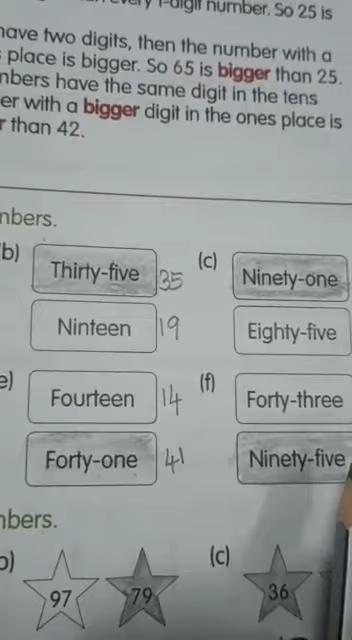 every 1-digit number. So 25 is
have two digits, then the number with a
place is bigger. So 65 is bigger than 25.
nbers have the same digit in the tens
er with a bigger digit in the ones place is
r than 42.
nbers.
b) Thirty-five 35 (c) Ninety-one
Ninteen 19 Eighty-five
e) Fourteen 14 (f) Forty-three
Forty-one 41 Ninety-five
nbers.
b) 97 79 (c) 36